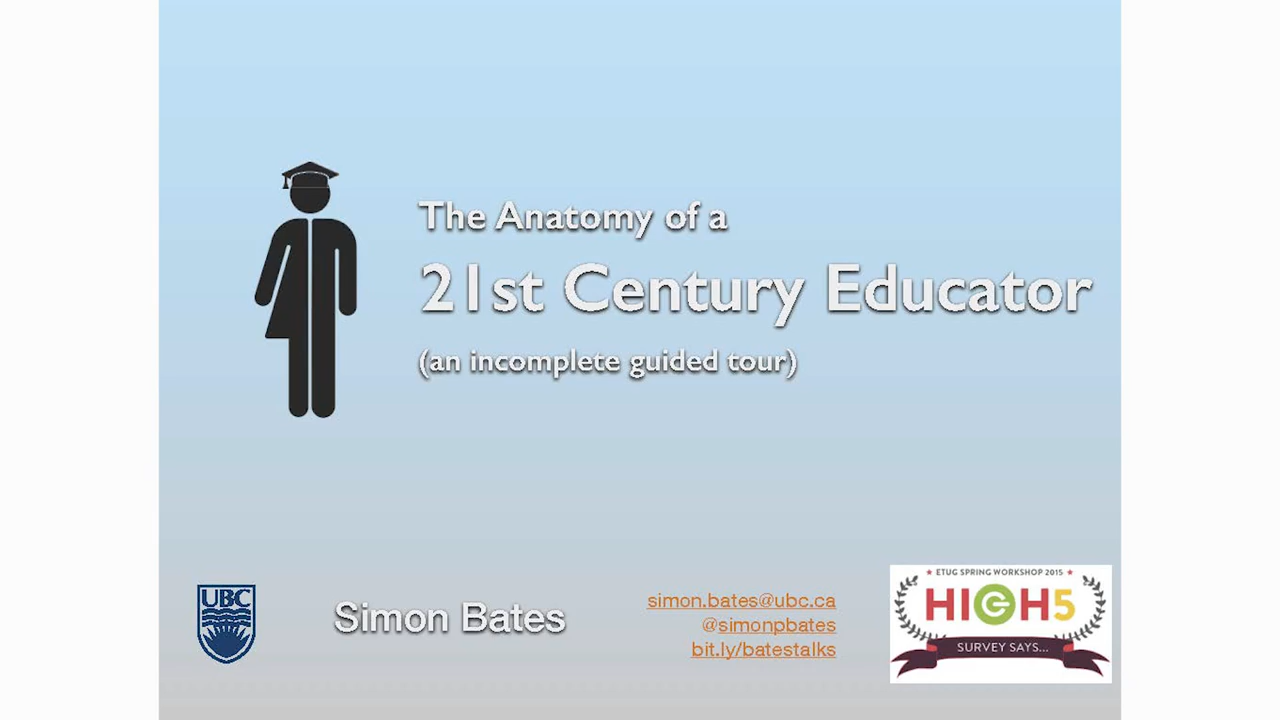 The Anatomy of a
21st Century Educator
(an incomplete guided tour)
UBC
Simon Bates
simon.bates@ubc.ca
@simonpbates
bit.ly/batestalks
★ ETUG SPRING WORKSHOP 2015 ★
HIGH5
SURVEY SAYS...